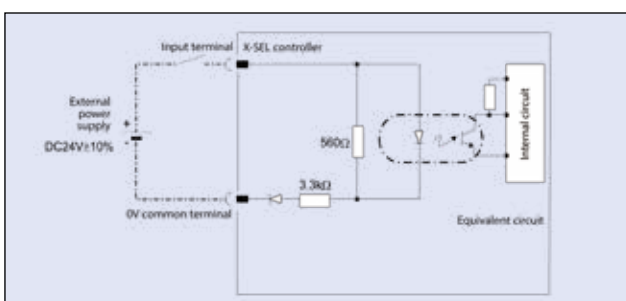 Input terminal
X-SEL controller
External
power
supply
+
-
DC24V±10%
560Ω
3.3kΩ
0V common terminal
Internal circuit
Equivalent circuit